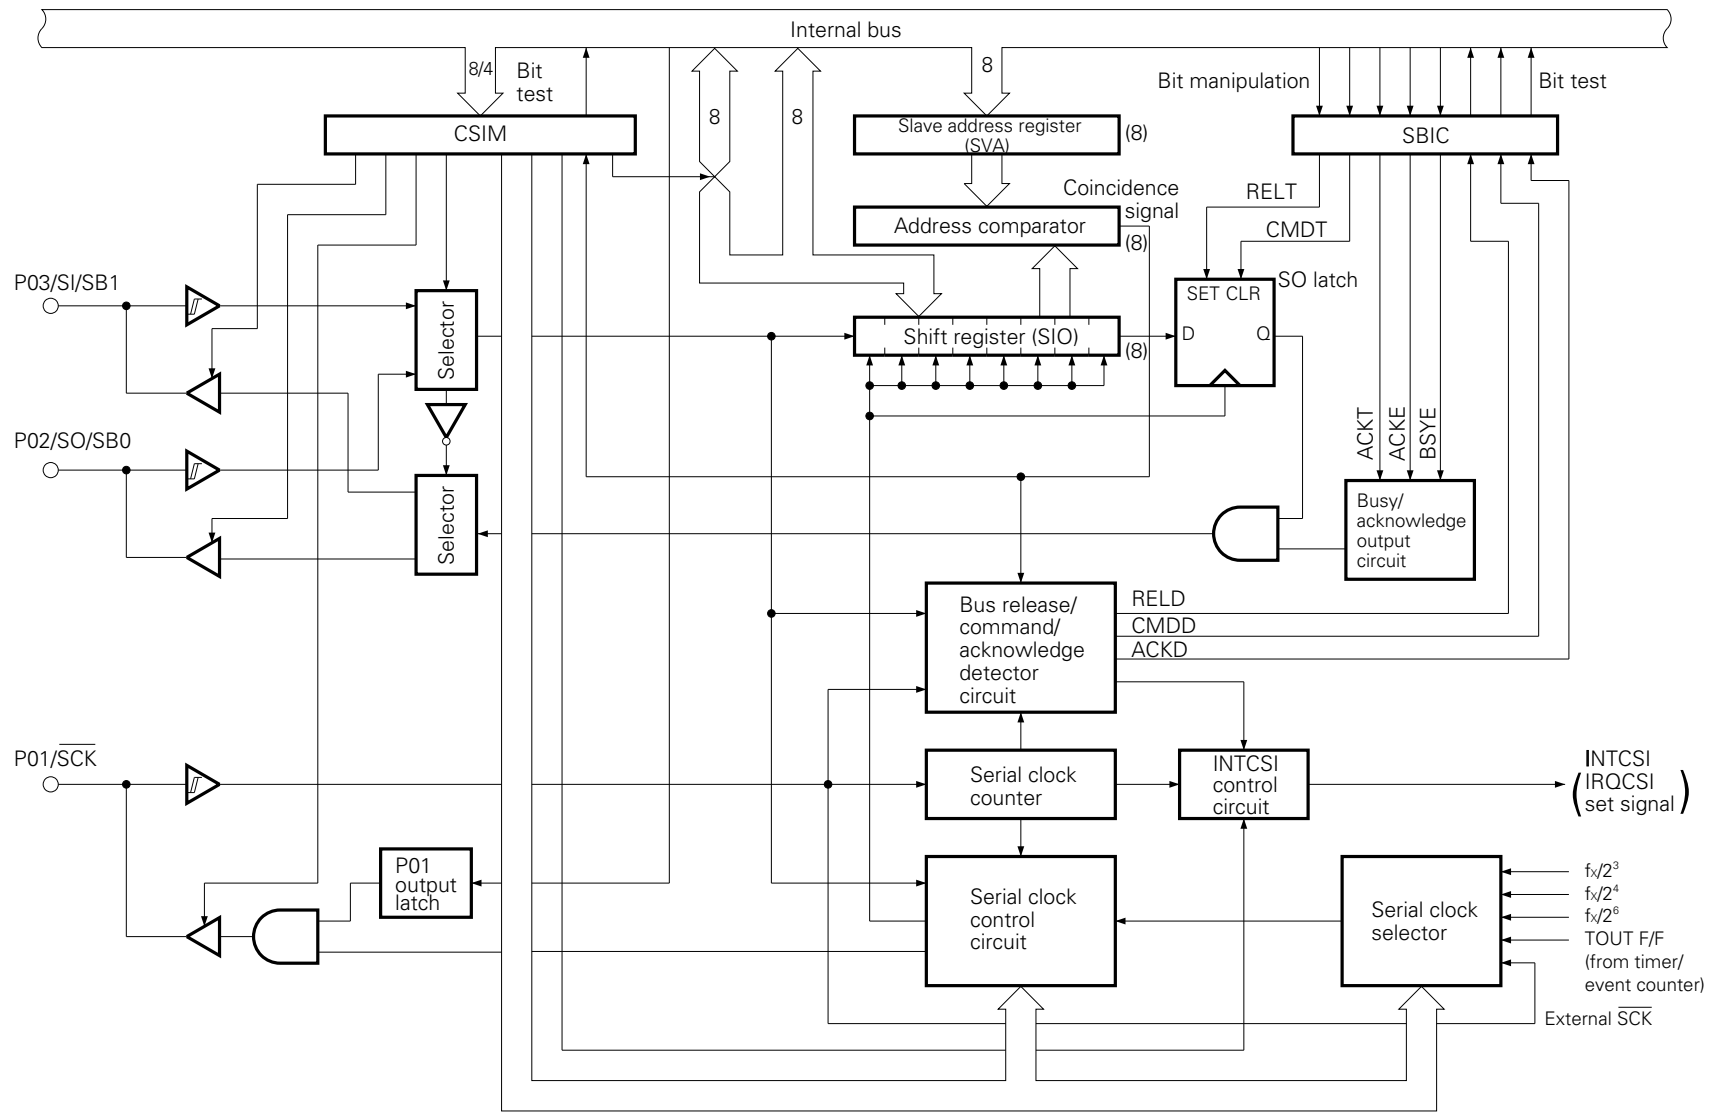 Internal bus
8/4
Bit
test
8
8
8
Bit manipulation
Bit test
CSIM
Slave address register
(SVA)
(8)
SBIC
RELT
CMDT
Coincidence
signal
Address comparator
(8)
SO latch
SET CLR
D
Q
P03/SI/SB1
Selector
Shift register (SIO)
(8)
P02/SO/SB0
Selector
ACKT
ACKE
BSYE
Busy/
acknowledge
output
circuit
Bus release/
command/
acknowledge
detector
circuit
RELD
CMDD
ACKD
P01/S̅C̅K̅
Serial clock
counter
INTCSI
control
circuit
INTCSI
(IRQCSI
set signal)
P01
output
latch
Serial clock
control
circuit
Serial clock
selector
fx/2³
fx/2⁴
fx/2⁶
TOUT F/F
(from timer/
event counter)
External S̅C̅K̅